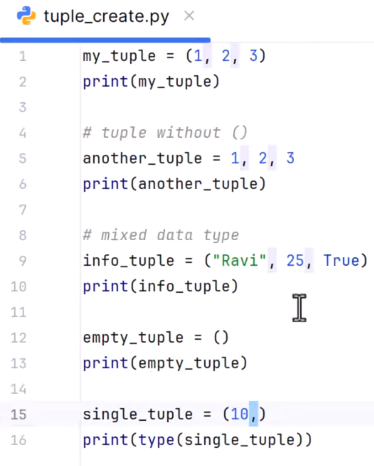 tuple_create.py
1 my_tuple = (1, 2, 3)
2 print(my_tuple)
3
4 # tuple without ()
5 another_tuple = 1, 2, 3
6 print(another_tuple)
7
8 # mixed data type
9 info_tuple = ("Ravi", 25, True)
10 print(info_tuple)
11
12 empty_tuple = ()
13 print(empty_tuple)
14
15 single_tuple = (10,)
16 print(type(single_tuple))